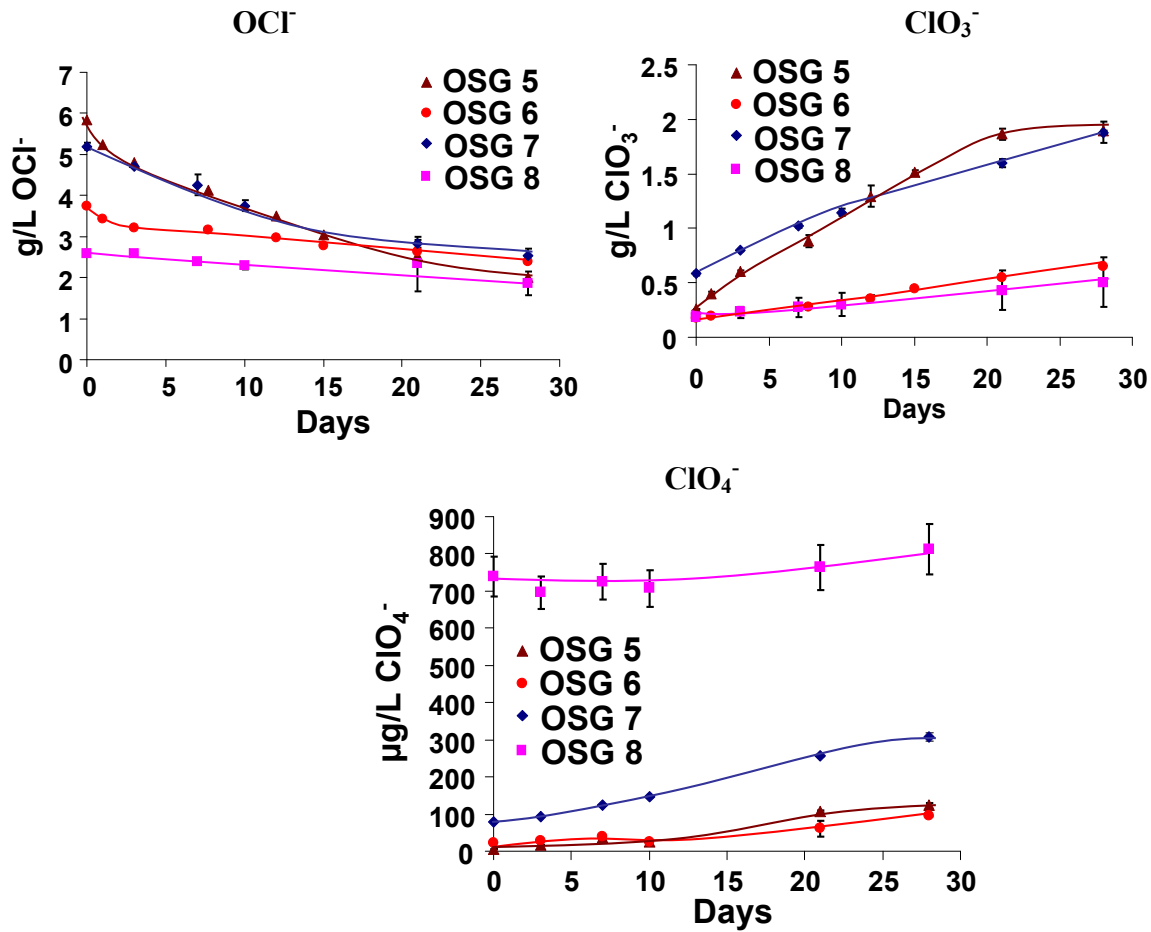 OCl⁻
7
6
5
4
3
2
1
0
g/L OCl⁻
OSG 5
OSG 6
OSG 7
OSG 8
0 5 10 15 21 25 30
Days
ClO₃⁻
2.5
2
1.5
1
0.5
0
g/L ClO₃⁻
OSG 5
OSG 6
OSG 7
OSG 8
0 5 10 15 21 25 30
Days
ClO₄⁻
900
800
700
600
500
400
300
200
100
0
µg/L ClO₄⁻
OSG 5
OSG 6
OSG 7
OSG 8
0 5 10 20 25 30
Days